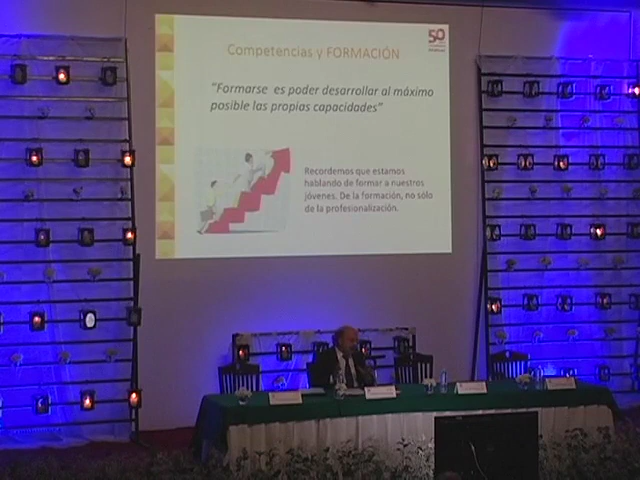 Competencias y FORMACIÓN
50
"Formarse es poder desarrollar al máximo
posible las propias capacidades"
Recordemos que estamos
hablando de formar a nuestros
jóvenes. De la formación, no sólo
de la profesionalización.